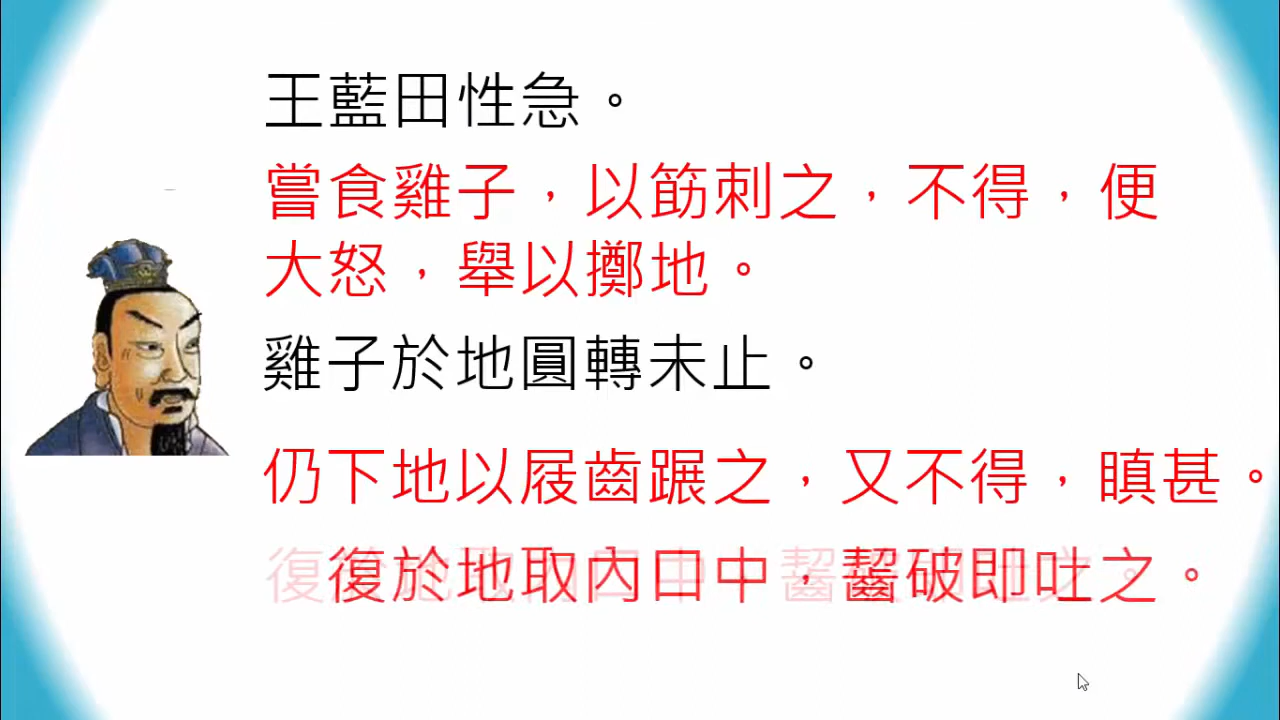 王藍田性急。
嘗食雞子，以筯刺之，不得，便
大怒，舉以擲地。
雞子於地圓轉未止。
仍下地以屐齒蹍之，又不得，瞋甚。
復於地取內口中，齧破即吐之。